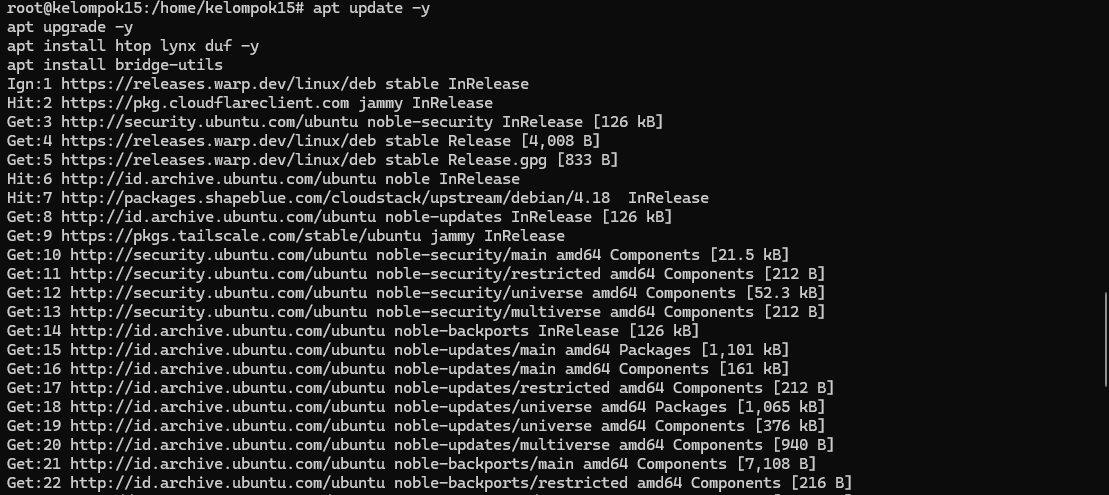 root@kelompok15:/home/kelompok15# apt update -y
apt upgrade -y
apt install htop lynx duf -y
apt install bridge-utils
Ign:1 https://releases.warp.dev/linux/deb stable InRelease
Hit:2 https://pkg.cloudflareclient.com jammy InRelease
Get:3 http://security.ubuntu.com/ubuntu noble-security InRelease [126 kB]
Get:4 https://releases.warp.dev/linux/deb stable Release [4,008 B]
Get:5 https://releases.warp.dev/linux/deb stable Release.gpg [833 B]
Hit:6 http://id.archive.ubuntu.com/ubuntu noble InRelease
Hit:7 http://packages.shapeblue.com/cloudstack/upstream/debian/4.18  InRelease
Get:8 http://id.archive.ubuntu.com/ubuntu noble-updates InRelease [126 kB]
Get:9 https://pkgs.tailscale.com/stable/ubuntu jammy InRelease
Get:10 http://security.ubuntu.com/ubuntu noble-security/main amd64 Components [21.5 kB]
Get:11 http://security.ubuntu.com/ubuntu noble-security/restricted amd64 Components [212 B]
Get:12 http://security.ubuntu.com/ubuntu noble-security/universe amd64 Components [52.3 kB]
Get:13 http://security.ubuntu.com/ubuntu noble-security/multiverse amd64 Components [212 B]
Get:14 http://id.archive.ubuntu.com/ubuntu noble-backports InRelease [126 kB]
Get:15 http://id.archive.ubuntu.com/ubuntu noble-updates/main amd64 Packages [1,101 kB]
Get:16 http://id.archive.ubuntu.com/ubuntu noble-updates/main amd64 Components [161 kB]
Get:17 http://id.archive.ubuntu.com/ubuntu noble-updates/restricted amd64 Components [212 B]
Get:18 http://id.archive.ubuntu.com/ubuntu noble-updates/universe amd64 Packages [1,065 kB]
Get:19 http://id.archive.ubuntu.com/ubuntu noble-updates/universe amd64 Components [376 kB]
Get:20 http://id.archive.ubuntu.com/ubuntu noble-updates/multiverse amd64 Components [940 B]
Get:21 http://id.archive.ubuntu.com/ubuntu noble-backports/main amd64 Components [7,108 B]
Get:22 http://id.archive.ubuntu.com/ubuntu noble-backports/restricted amd64 Components [216 B]